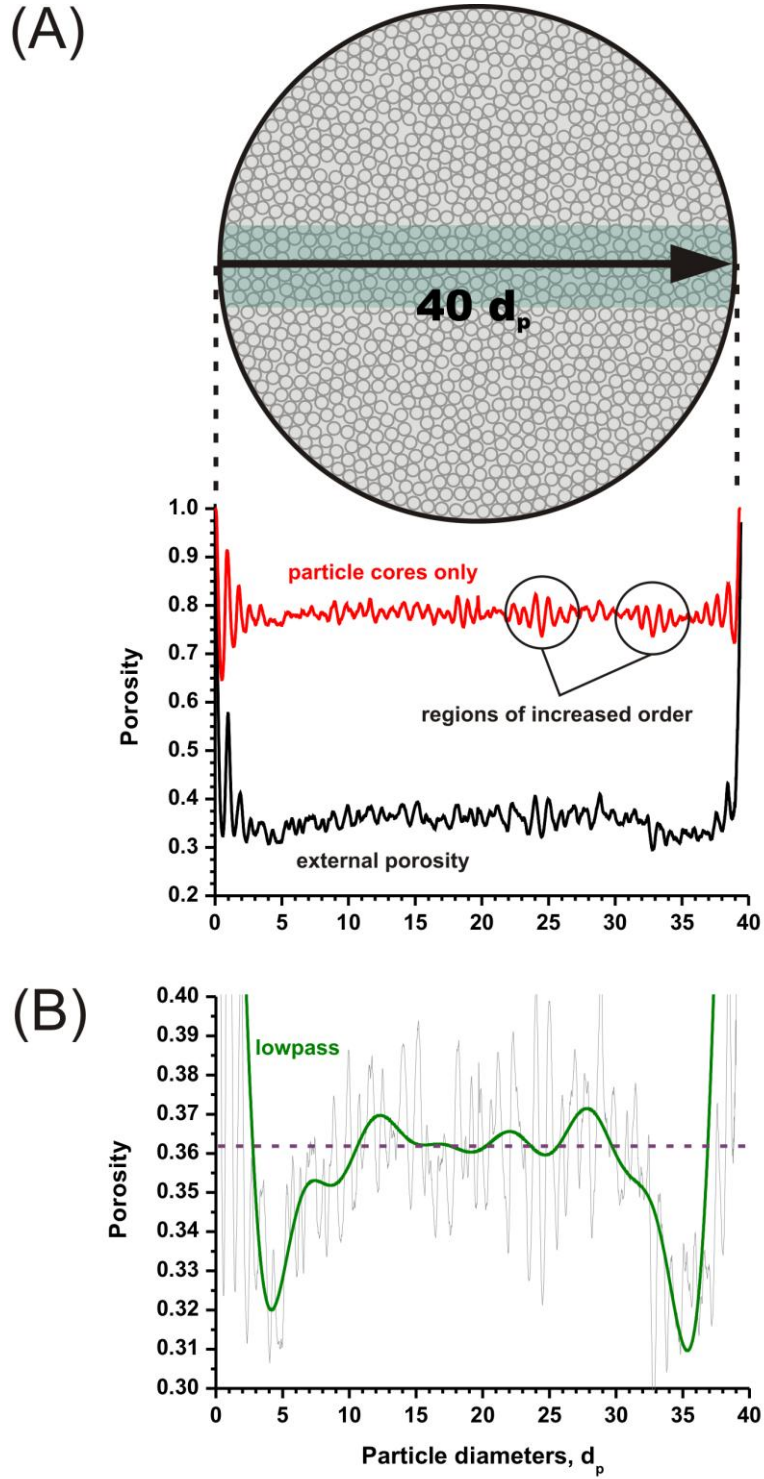 (A)
40 dp
1.0
0.9
particle cores only
0.8
0.7
Porosity
0.6
regions of increased order
0.5
0.4
0.3
external porosity
0.2
0 5 10 15 20 25 30 35 40
(B)
0.40
0.39
lowpass
0.38
0.37
0.36
Porosity
0.35
0.34
0.33
0.32
0.31
0.30
0 5 10 15 20 25 30 35 40
Particle diameters, dp